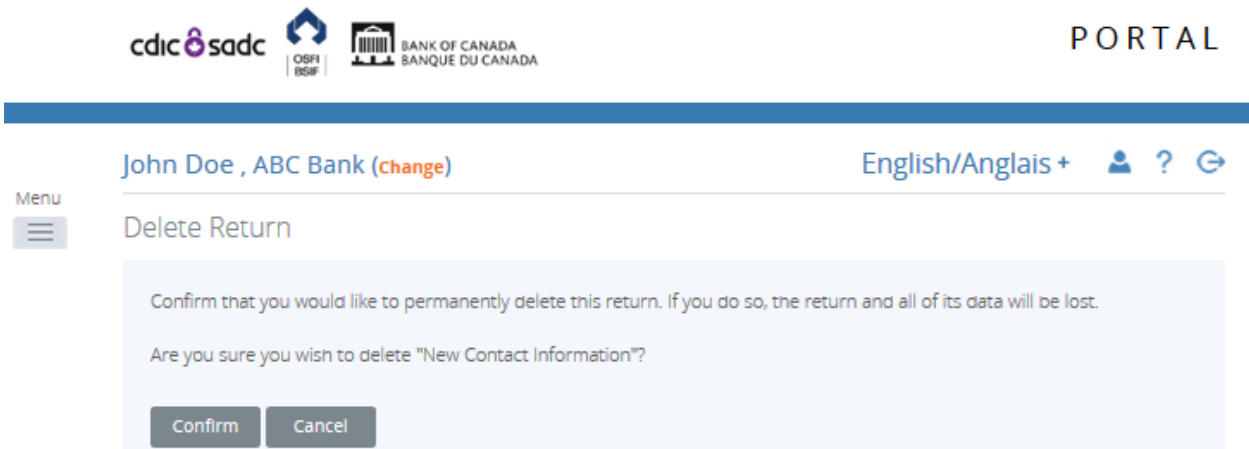 cdic sadc
OSFI
BSIF
BANK OF CANADA
BANQUE DU CANADA
PORTAL
John Doe , ABC Bank (Change)
English/Anglais +
?
Menu
Delete Return
Confirm that you would like to permanently delete this return. If you do so, the return and all of its data will be lost.
Are you sure you wish to delete "New Contact Information"?
Confirm
Cancel